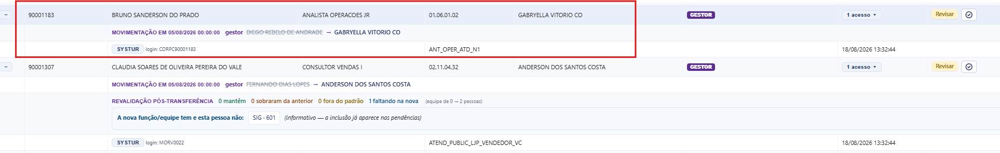 − 90001183 BRUNO SANDERSON DO PRADO ANALISTA OPERACOES JR 01.06.01.02 GABRYELLA VITORIO CO GESTOR 1 acesso ▾ Revisar
MOVIMENTAÇÃO EM 05/08/2026 00:00:00 gestor DIEGO REBELO DE ANDRADE → GABRYELLA VITORIO CO
SYSTUR login: CORPC90001183 ANT_OPER_ATD_N1 18/08/2026 13:32:44
− 90001307 CLAUDIA SOARES DE OLIVEIRA PEREIRA DO VALE CONSULTOR VENDAS I 02.11.04.32 ANDERSON DOS SANTOS COSTA GESTOR 1 acesso ▾ Revisar
MOVIMENTAÇÃO EM 05/08/2026 00:00:00 gestor FERNANDO DIAS LOPES → ANDERSON DOS SANTOS COSTA
REVALIDAÇÃO PÓS-TRANSFERÊNCIA 0 mantêm 0 sobraram da anterior 0 fora do padrão 1 faltando na nova (equipe de 0 → 2 pessoas)
A nova função/equipe tem e esta pessoa não: SIG - 601 (informativo — a inclusão já aparece nas pendências)
SYSTUR login: MORV0022 ATEND_PUBLIC_LJP_VENDEDOR_VC 18/08/2026 13:32:44